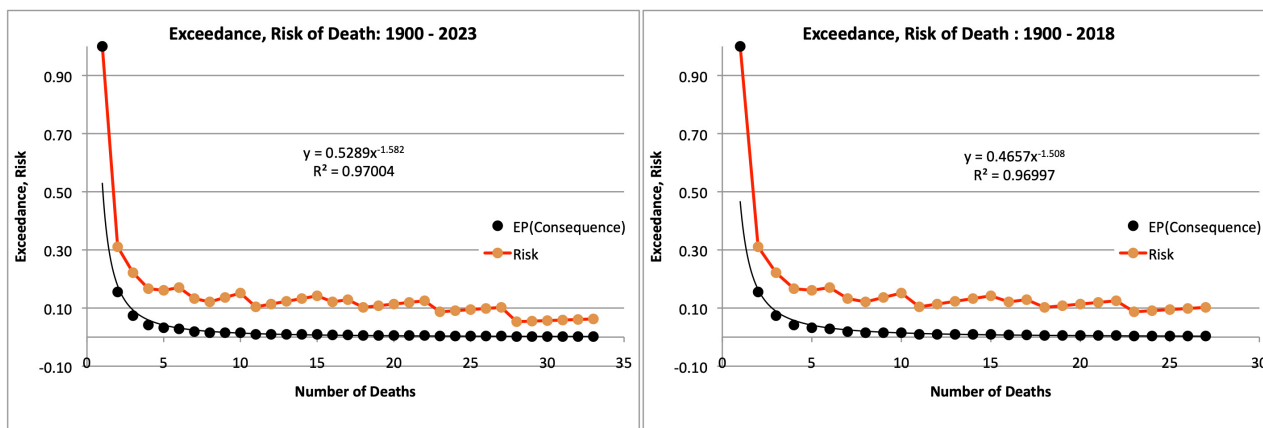 Exceedance, Risk of Death: 1900 - 2023
0.90
0.70
0.50
0.30
0.10
-0.10
Exceedance, Risk
y = 0.5289x^-1.582
R² = 0.97004
EP(Consequence)
Risk
0 5 10 15 20 25 30 35
Number of Deaths
Exceedance, Risk of Death : 1900 - 2018
0.90
0.70
0.50
0.30
0.10
-0.10
Exceedance, Risk
y = 0.4657x^-1.508
R² = 0.96997
EP(Consequence)
Risk
0 5 10 15 20 25 30
Number of Deaths